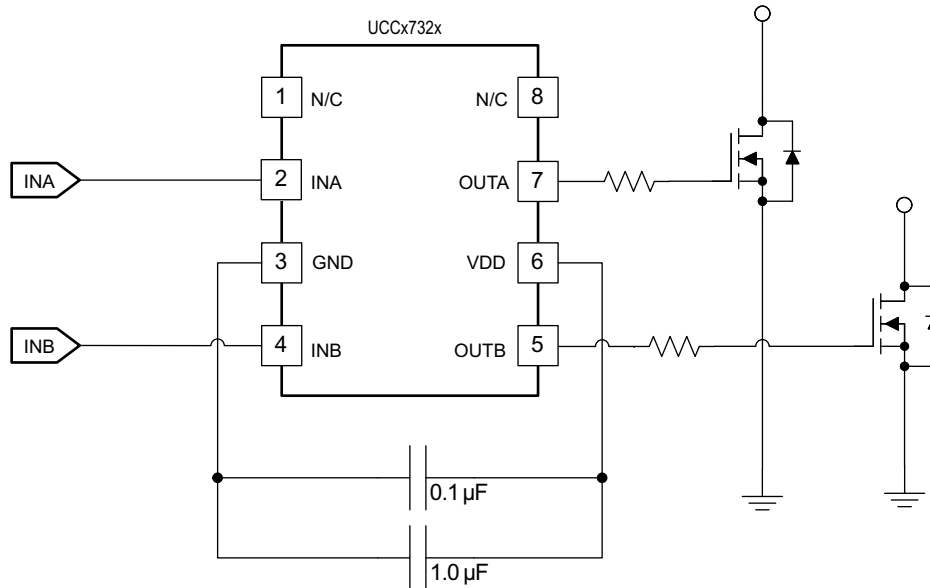 UCCx732x
1 N/C
N/C 8
INA
2 INA
OUTA 7
3 GND
VDD 6
INB
4 INB
OUTB 5
0.1 µF
1.0 µF